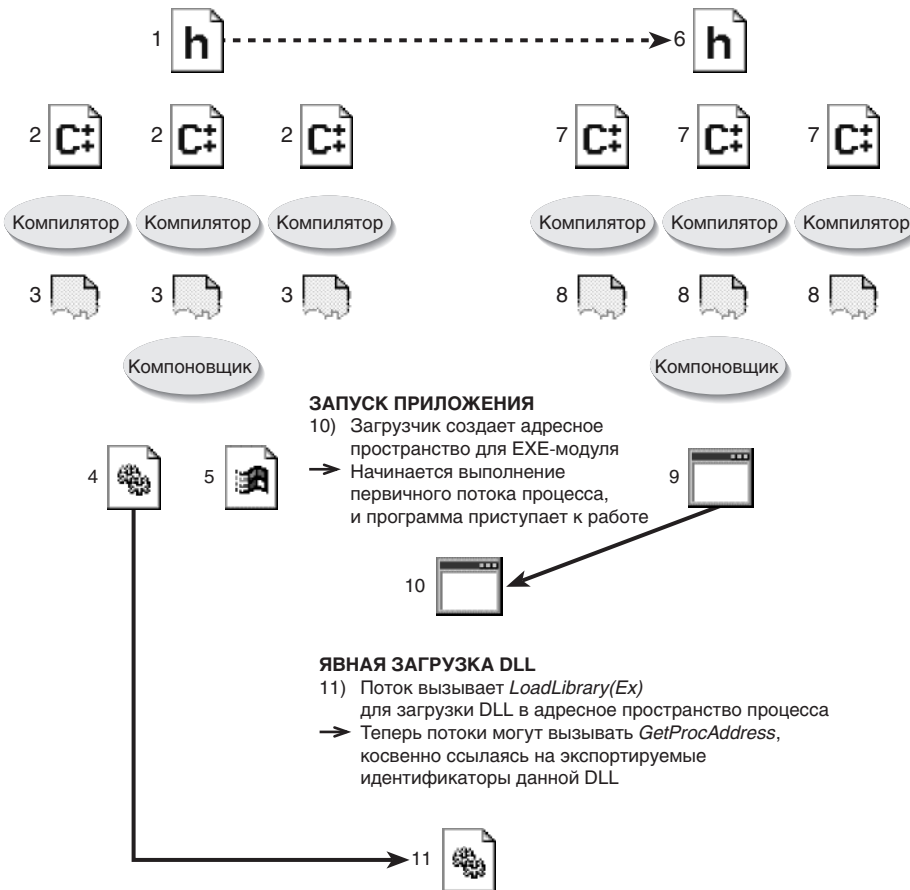 1 h 6 h
2 C++ 2 C++ 2 C++ 7 C++ 7 C++ 7 C++
Компилятор Компилятор Компилятор Компилятор Компилятор Компилятор
3 3 3 8 8 8
Компоновщик Компоновщик
ЗАПУСК ПРИЛОЖЕНИЯ
10) Загрузчик создает адресное
пространство для EXE-модуля
Начинается выполнение
первичного потока процесса,
и программа приступает к работе
4 5 9
10
ЯВНАЯ ЗАГРУЗКА DLL
11) Поток вызывает LoadLibrary(Ex)
для загрузки DLL в адресное пространство процесса
Теперь потоки могут вызывать GetProcAddress,
косвенно ссылаясь на экспортируемые
идентификаторы данной DLL
11